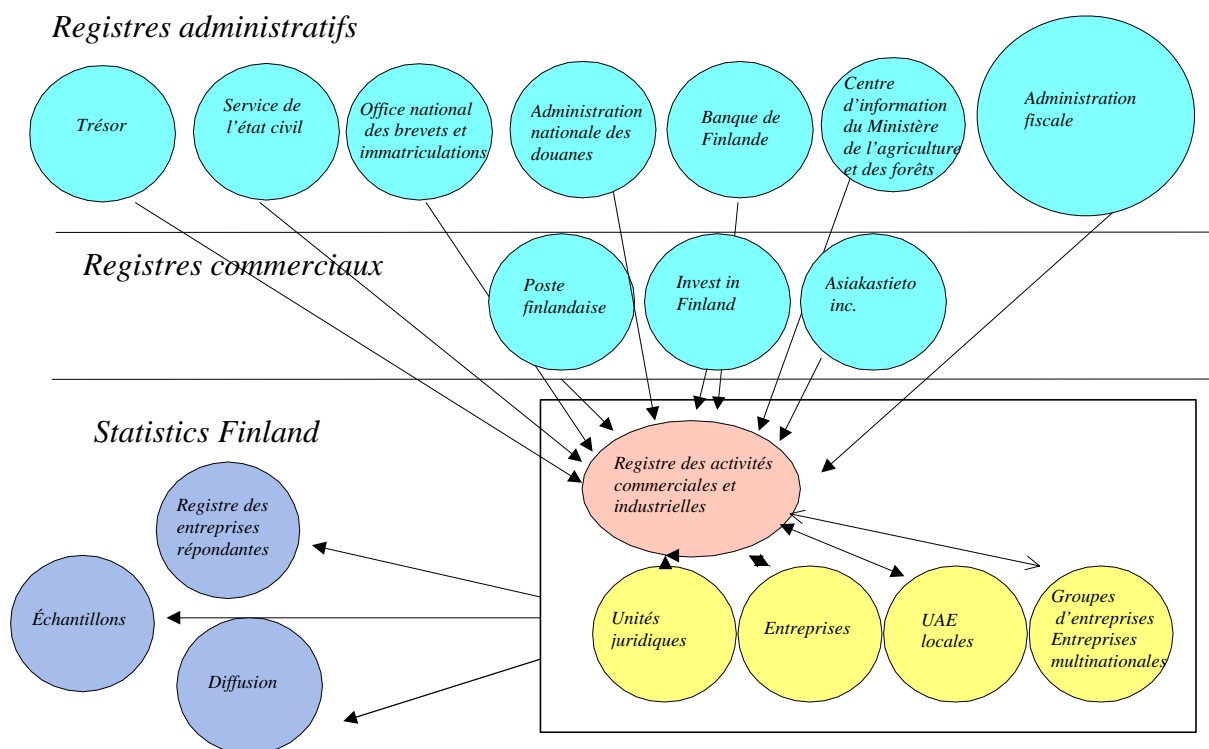 Registres administratifs
Trésor
Service de
l'état civil
Office national
des brevets et
immatriculations
Administration
nationale des
douanes
Banque de
Finlande
Centre
d'information
du Ministère
de l'agriculture
et des forêts
Administration
fiscale
Registres commerciaux
Poste
finlandaise
Invest in
Finland
Asiakastieto
inc.
Statistics Finland
Registre des activités
commerciales et
industrielles
Registre des
entreprises
répondantes
Échantillons
Diffusion
Unités
juridiques
Entreprises
UAE
locales
Groupes
d'entreprises
Entreprises
multinationales